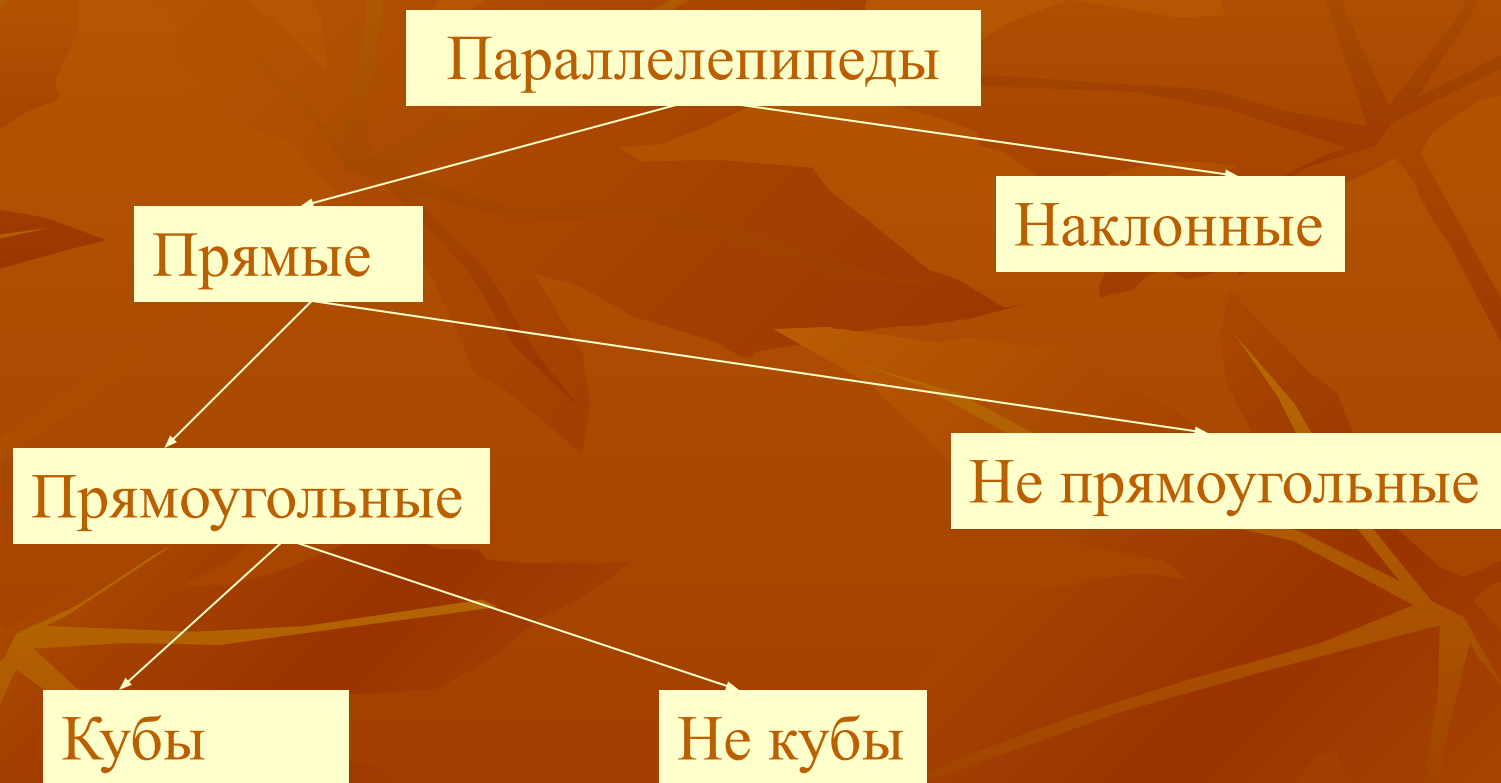 Параллелепипеды
Прямые
Наклонные
Прямоугольные
Не прямоугольные
Кубы
Не кубы